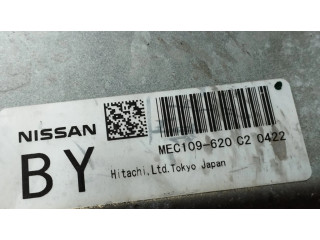 NISSAN
MEC109-620 C2 0422
BY
Hitachi,Ltd.Tokyo Japan